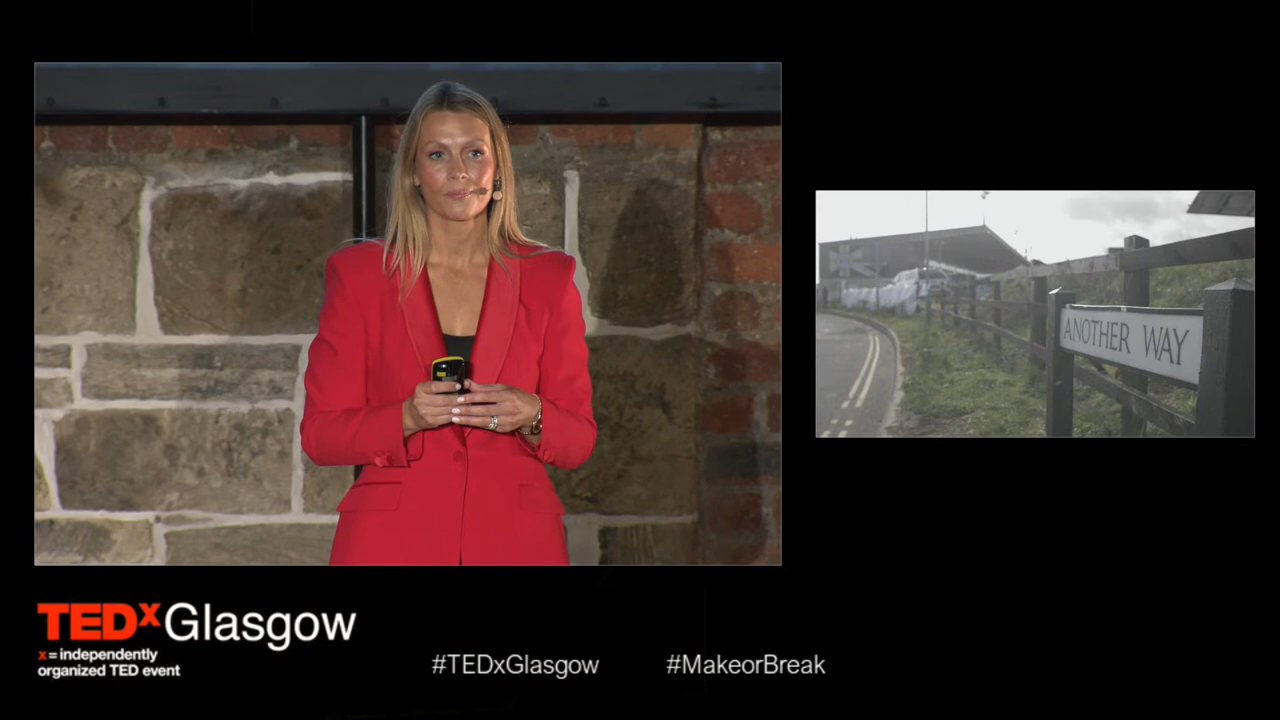 ANOTHER WAY
TEDxGlasgow
x = independently
organized TED event
#TEDxGlasgow
#MakeorBreak